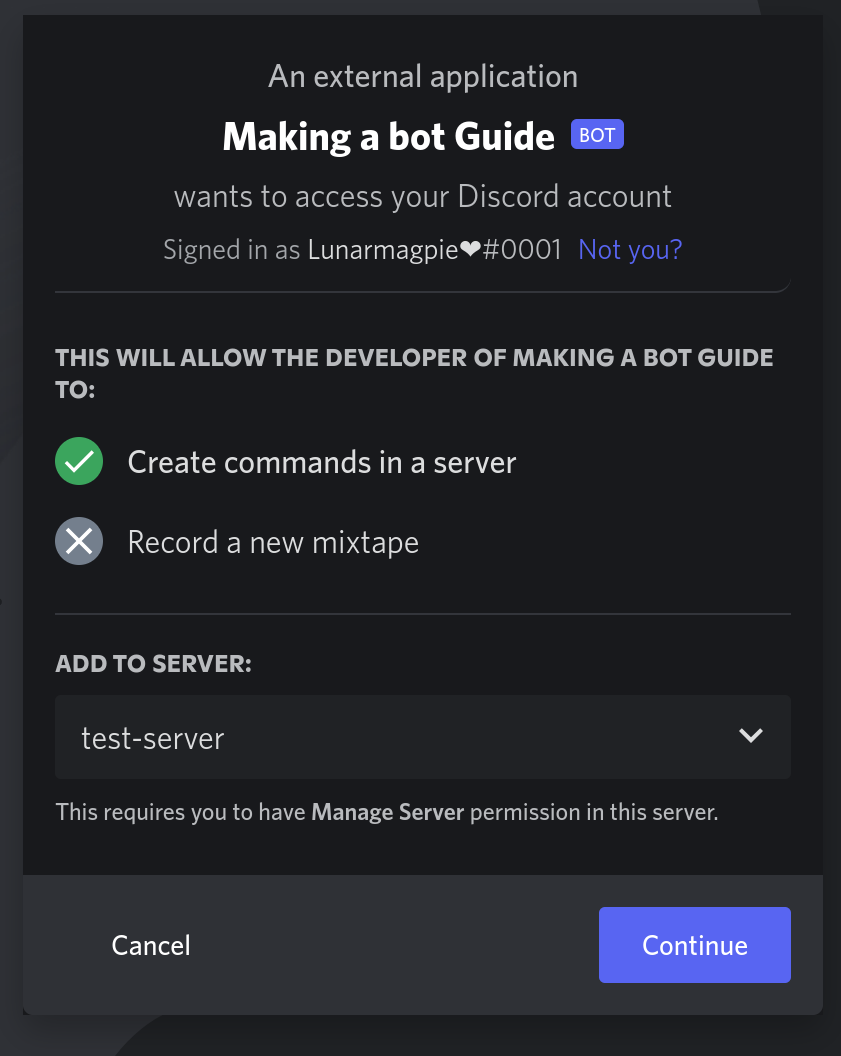 An external application
Making a bot Guide BOT
wants to access your Discord account
Signed in as Lunarmagpie❤#0001 Not you?
THIS WILL ALLOW THE DEVELOPER OF MAKING A BOT GUIDE
TO:
Create commands in a server
Record a new mixtape
ADD TO SERVER:
test-server
This requires you to have Manage Server permission in this server.
Cancel
Continue